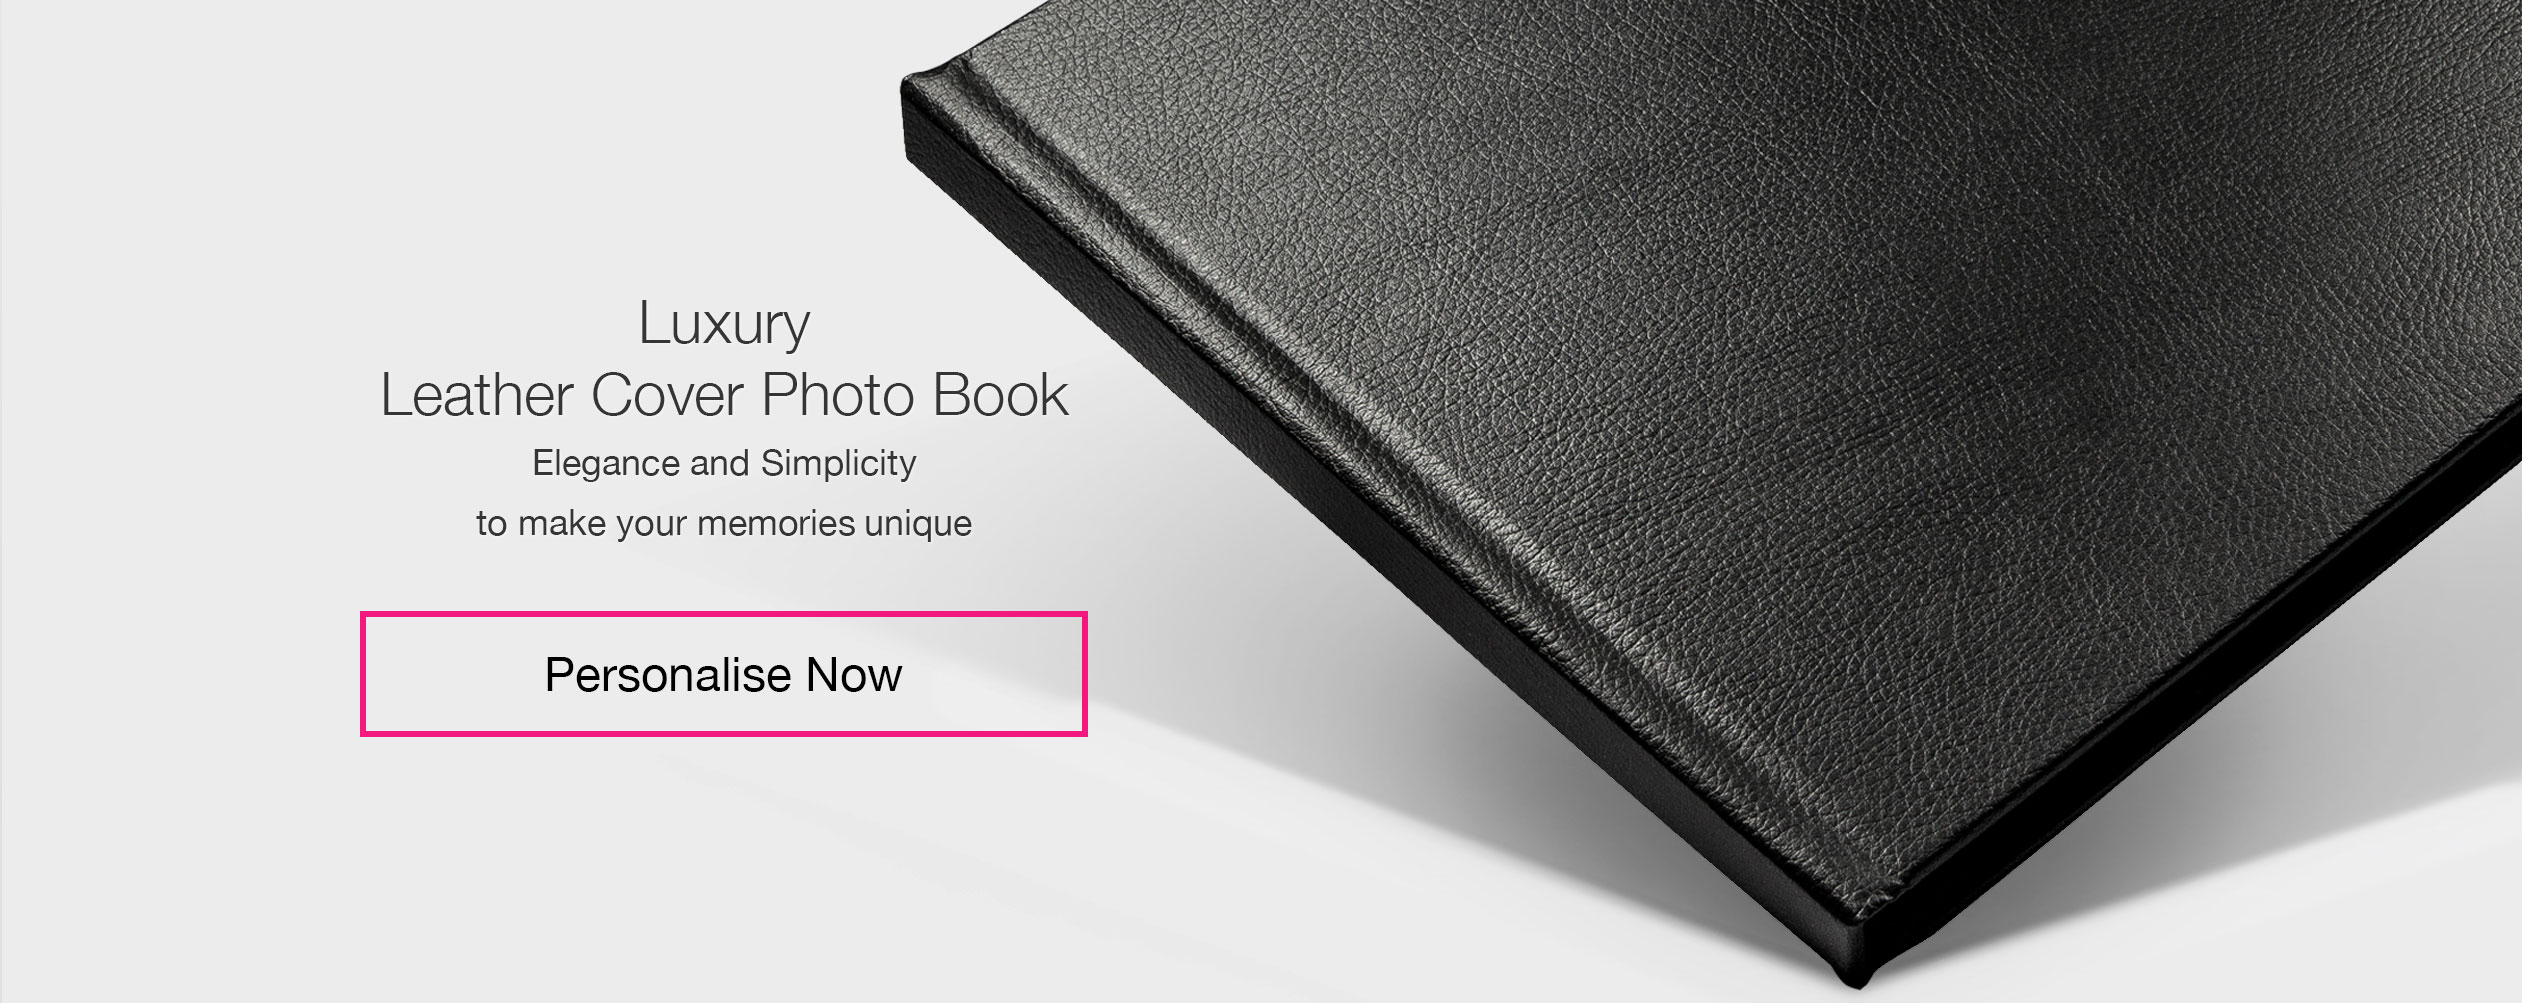 Luxury
Leather Cover Photo Book
Elegance and Simplicity
to make your memories unique
Personalise Now